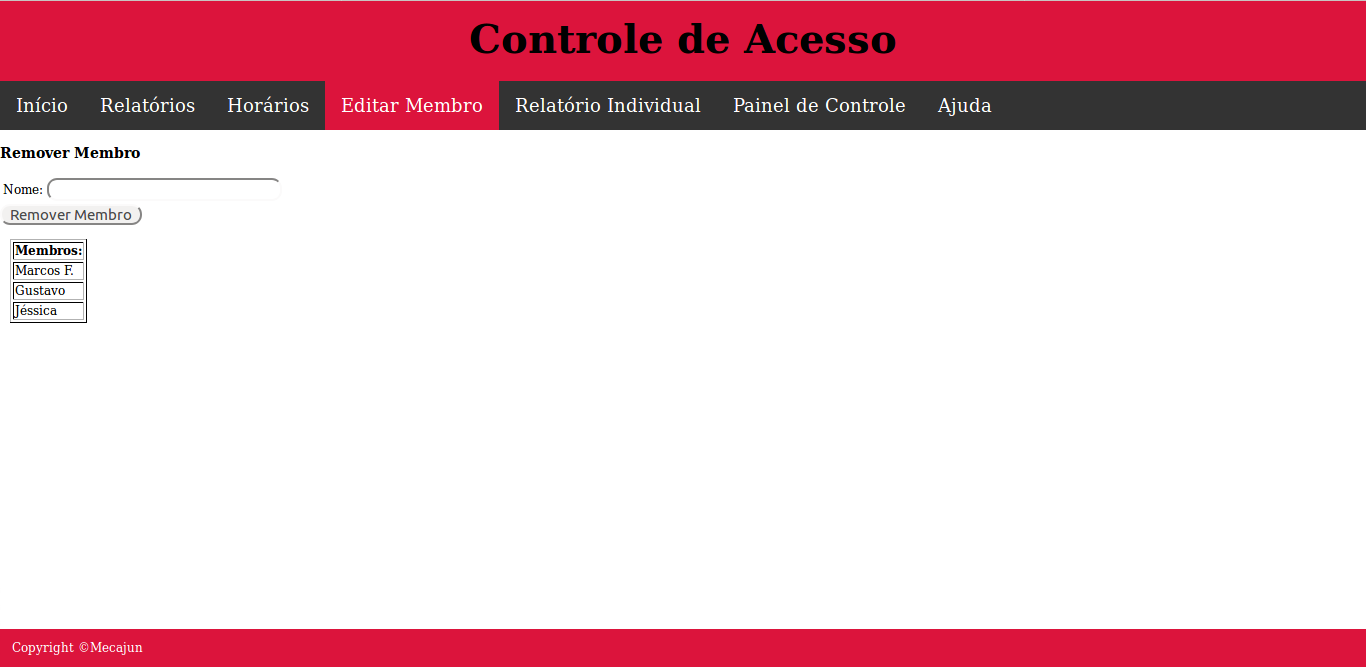 Controle de Acesso
Início Relatórios Horários Editar Membro Relatório Individual Painel de Controle Ajuda
Remover Membro
Nome:
Remover Membro
Membros:
Marcos F.
Gustavo
Jéssica
Copyright ©Mecajun